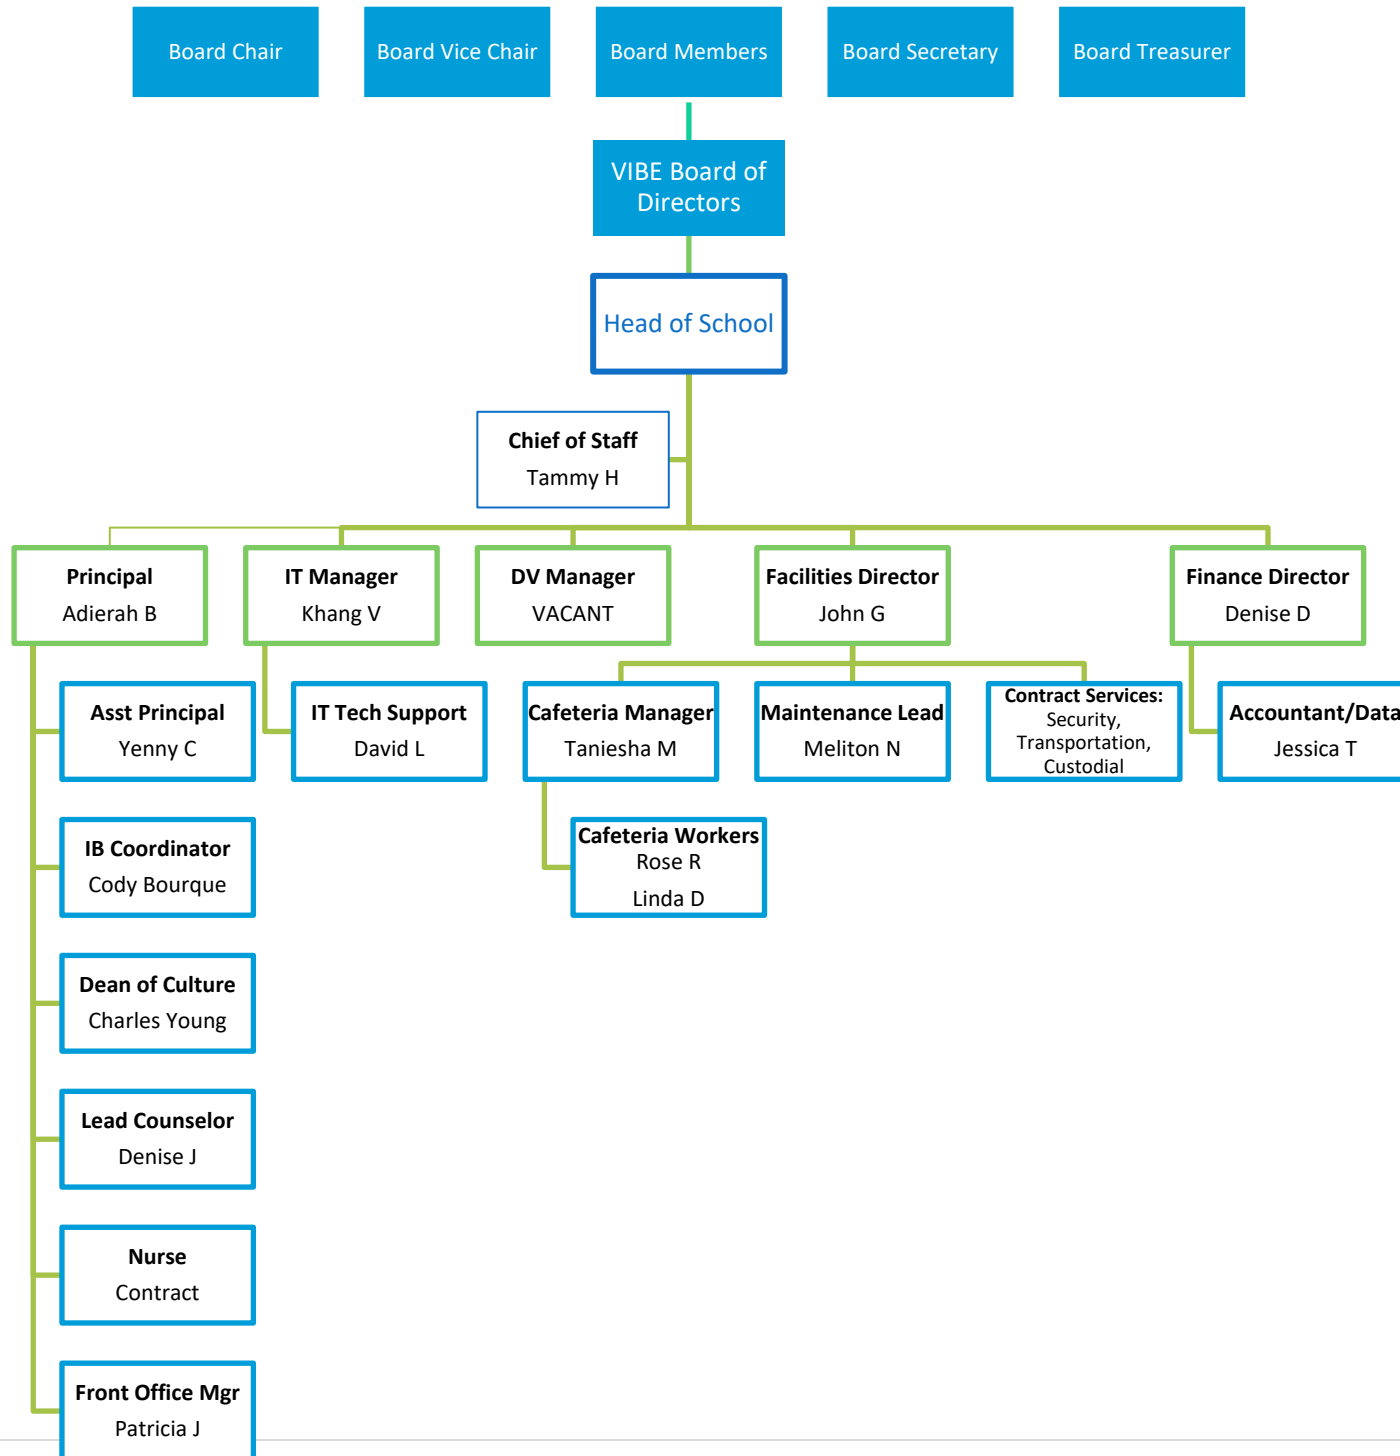 Board Chair
Board Vice Chair
Board Members
Board Secretary
Board Treasurer
VIBE Board of
Directors
Head of School
Chief of Staff
Tammy H
Principal
Adierah B
IT Manager
Khang V
DV Manager
VACANT
Facilities Director
John G
Finance Director
Denise D
Asst Principal
Yenny C
IT Tech Support
David L
Cafeteria Manager
Taniesha M
Maintenance Lead
Meliton N
Contract Services:
Security,
Transportation,
Custodial
Accountant/Data
Jessica T
IB Coordinator
Cody Bourque
Cafeteria Workers
Rose R
Linda D
Dean of Culture
Charles Young
Lead Counselor
Denise J
Nurse
Contract
Front Office Mgr
Patricia J